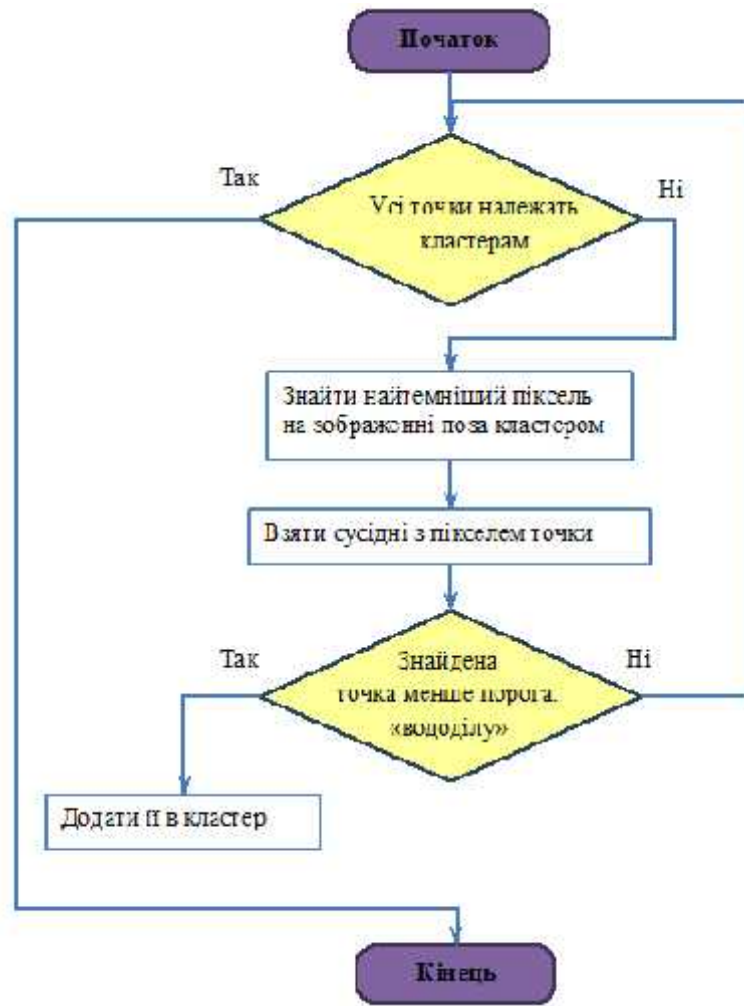 Початок
Так
Ні
Усі точки належать
кластерам
Знайти найтемніший піксель
на зображенні поза кластером
Взяти сусідні з пікселем точки
Так
Ні
Знайдена
точка менше порога
«вододілу»
Додати її в кластер
Кінець